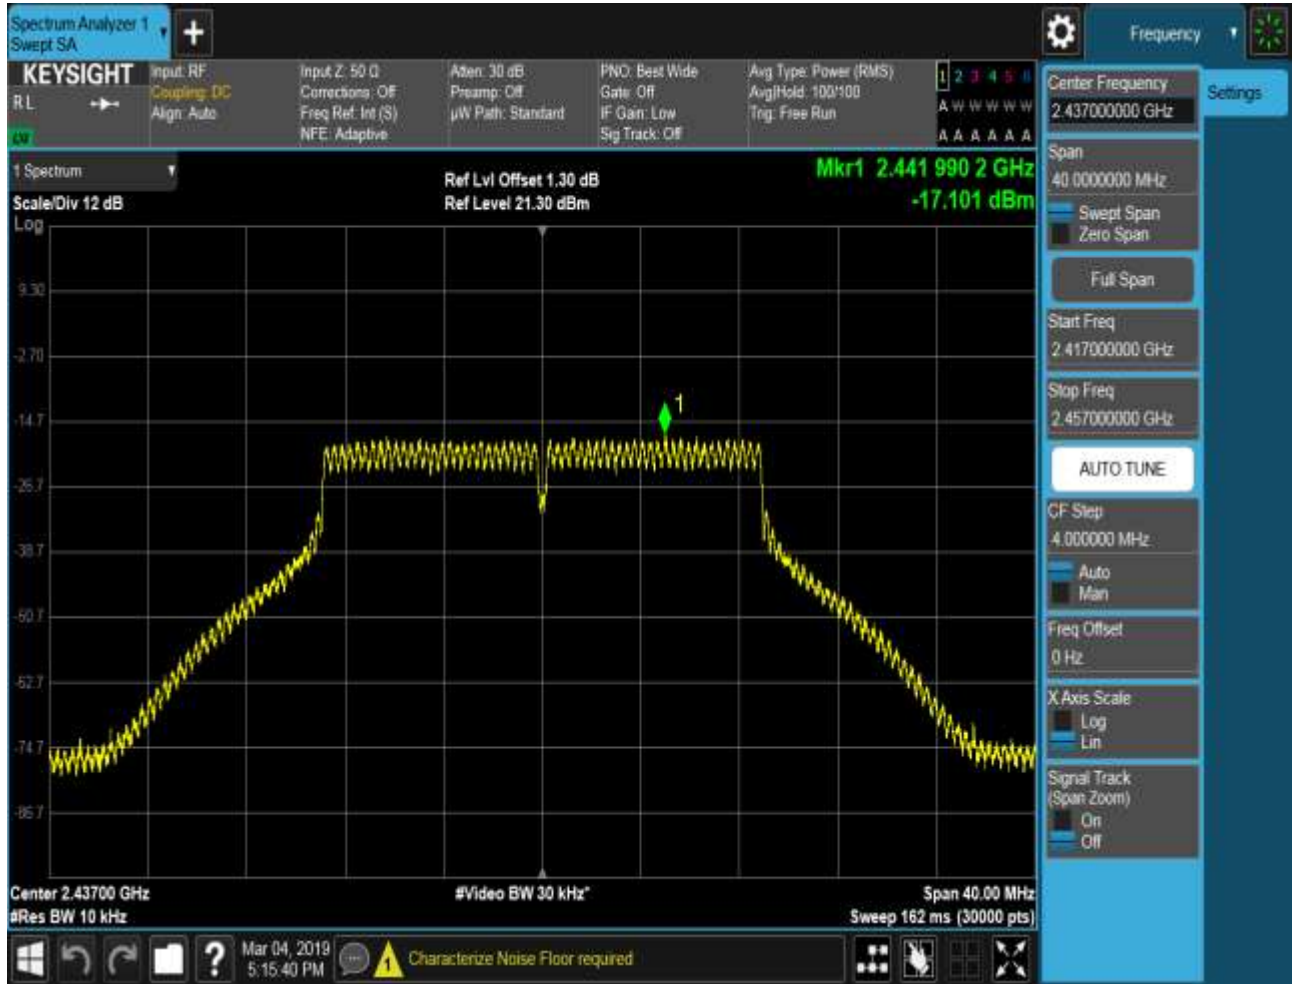 Spectrum Analyzer 1
Swept SA
+
Frequency
KEYSIGHT
RL
Input: RF
Coupling: DC
Align: Auto
Input Z: 50 Ω
Corrections: Off
Freq Ref: Int (S)
NFE: Adaptive
Atten: 30 dB
Preamp: Off
µW Path: Standard
PNO: Best Wide
Gate: Off
IF Gain: Low
Sig Track: Off
Avg Type: Power (RMS)
Avg|Hold: 100/100
Trig: Free Run
1 2 3 4 5 6
A W W W W W
A A A A A A
1 Spectrum
Scale/Div 12 dB
Log
Ref Lvl Offset 1.30 dB
Ref Level 21.30 dBm
Mkr1 2.441 990 2 GHz
-17.101 dBm
9.30
-2.70
-14.7
-26.7
-38.7
-50.7
-62.7
-74.7
-86.7
1
Center 2.43700 GHz
#Res BW 10 kHz
#Video BW 30 kHz*
Span 40.00 MHz
Sweep 162 ms (30000 pts)
Center Frequency
2.437000000 GHz
Settings
Span
40.0000000 MHz
Swept Span
Zero Span
Full Span
Start Freq
2.417000000 GHz
Stop Freq
2.457000000 GHz
AUTO TUNE
CF Step
4.000000 MHz
Auto
Man
Freq Offset
0 Hz
X Axis Scale
Log
Lin
Signal Track
(Span Zoom)
On
Off
?
Mar 04, 2019
5:15:40 PM
1
Characterize Noise Floor required